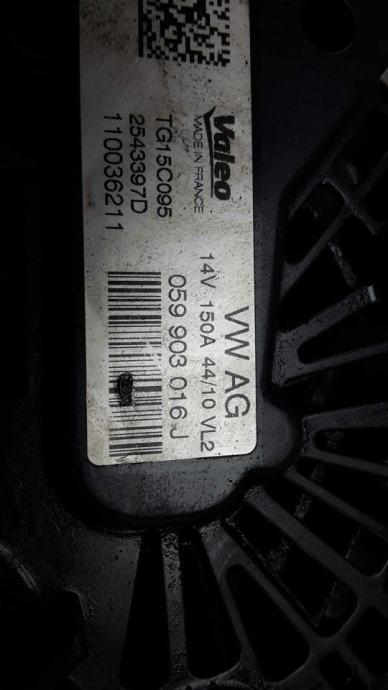 Valeo
MADE IN FRANCE
TG15C095
2543397D
110036211
VW AG
14V 150A 44/10 VL2
059 903 016 J